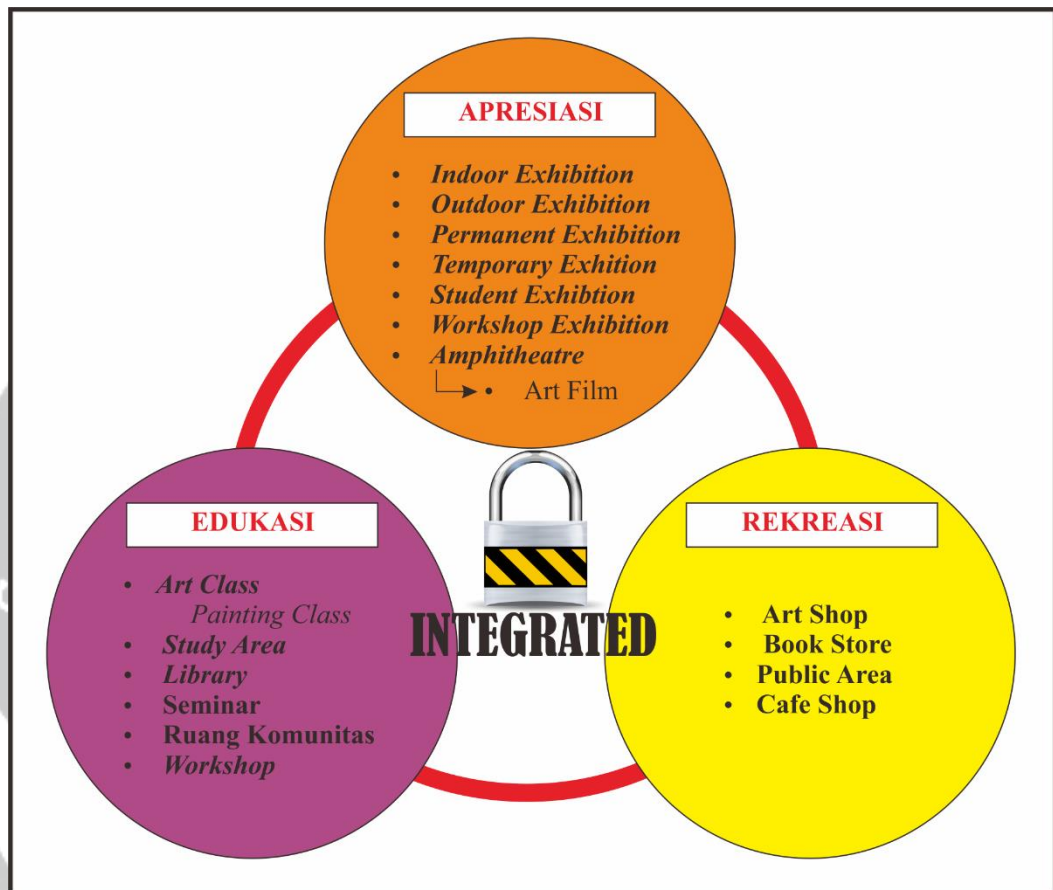 APRESIASI
• Indoor Exhibition
• Outdoor Exhibition
• Permanent Exhibition
• Temporary Exhition
• Student Exhibtion
• Workshop Exhibition
• Amphitheatre
• Art Film
EDUKASI
• Art Class
Painting Class
• Study Area
• Library
• Seminar
• Ruang Komunitas
• Workshop
INTEGRATED
REKREASI
• Art Shop
• Book Store
• Public Area
• Cafe Shop